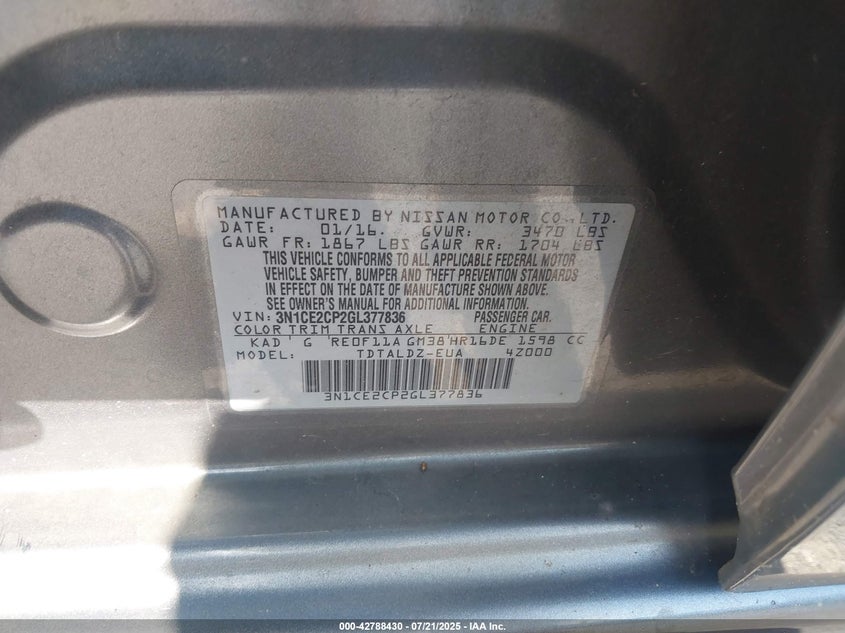 MANUFACTURED BY NISSAN MOTOR CO.,LTD.
DATE: 01/16. GVWR: 3470 LBS
GAWR FR: 1867 LBS GAWR RR: 1704 LBS
THIS VEHICLE CONFORMS TO ALL APPLICABLE FEDERAL MOTOR
VEHICLE SAFETY, BUMPER AND THEFT PREVENTION STANDARDS
IN EFFECT ON THE DATE OF MANUFACTURE SHOWN ABOVE.
SEE OWNER'S MANUAL FOR ADDITIONAL INFORMATION.
VIN: 3N1CE2CP2GL377836 PASSENGER CAR.
COLOR TRIM TRANS AXLE ENGINE
KAD G RE0F11A GM38 HR16DE 1598 CC
MODEL: TDTALDZ-EUA 4Z000
3N1CE2CP2GL377836
000-42788430 - 07/21/2025 - IAA Inc.